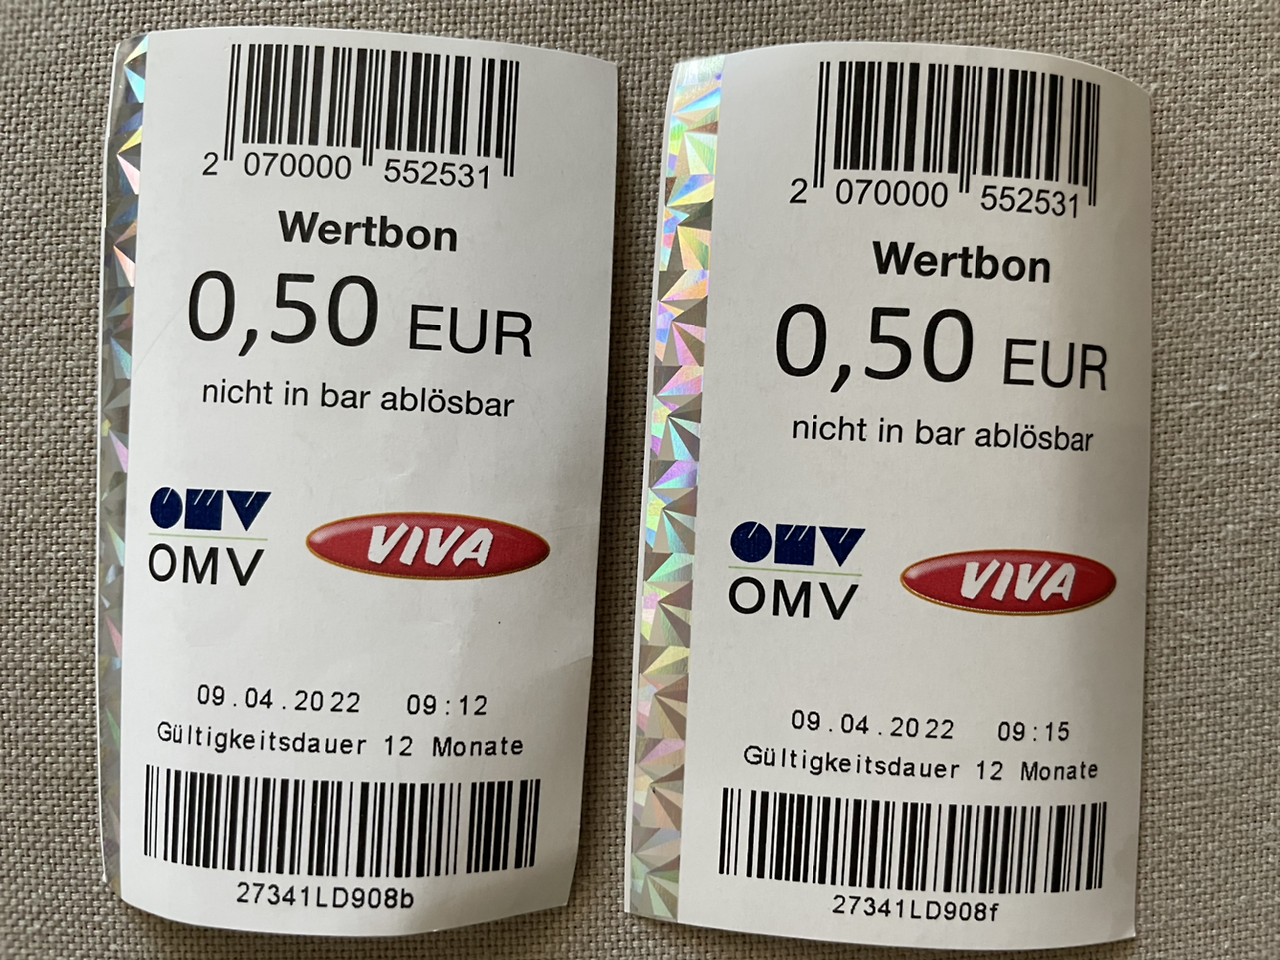 2 070000 552531
Wertbon
0,50 EUR
nicht in bar ablösbar
OMV
OMV
VIVA
09.04.2022 09:12
Gültigkeitsdauer 12 Monate
27341LD908b
2 070000 552531
Wertbon
0,50 EUR
nicht in bar ablösbar
OMV
OMV
VIVA
09.04.2022 09:15
Gültigkeitsdauer 12 Monate
27341LD908f